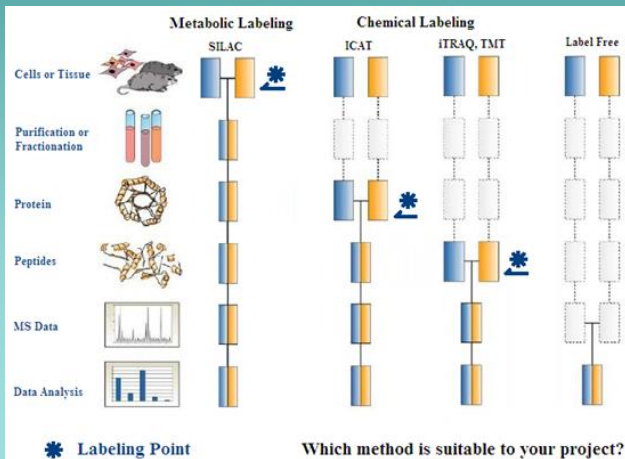 Metabolic Labeling
Chemical Labeling
SILAC
ICAT
iTRAQ, TMT
Label Free
Cells or Tissue
Purification or
Fractionation
Protein
Peptides
MS Data
Data Analysis
Labeling Point
Which method is suitable to your project?